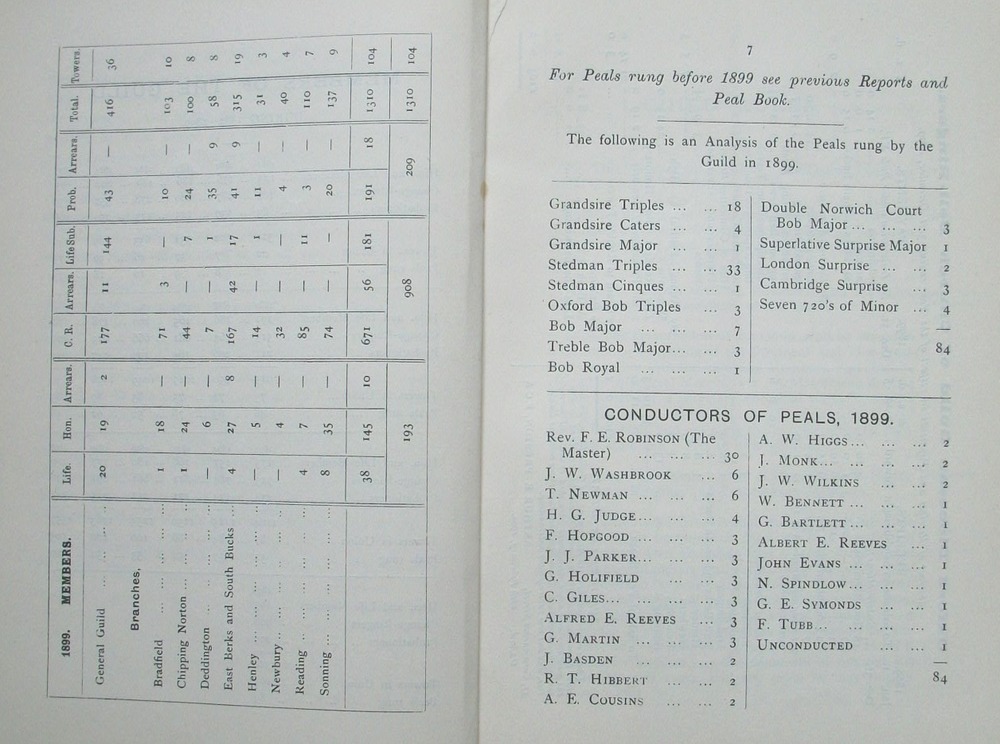 1899. MEMBERS. Life. Hon. Arrears. C. R. Arrears. Life Sub. Prob. Arrears. Total. Towers.
General Guild ... ... ... 20 19 2 177 11 144 43 — 416 36
Branches,
Bradfield ... ... ... 1 18 — 71 3 — 10 — 103 10
Chipping Norton ... ... ... 1 24 — 44 — 7 24 — 100 8
Deddington ... ... ... — 6 — 7 — 1 35 9 58 8
East Berks and South Bucks ... 4 27 8 167 42 17 41 9 315 19
Henley ... ... ... ... — 5 — 14 — 1 11 — 31 3
Newbury ... ... ... — 4 — 32 — — 4 — 40 4
Reading ... ... ... 4 7 — 85 — 11 3 — 110 7
Sonning ... ... ... 8 35 — 74 — — 20 — 137 9
38 145 10 671 56 181 191 18 1310 104
193 908 209 1310 104
7
For Peals rung before 1899 see previous Reports and
Peal Book.
The following is an Analysis of the Peals rung by the
Guild in 1899.
Grandsire Triples ... ... 18
Grandsire Caters ... 4
Grandsire Major ... 1
Stedman Triples ... ... 33
Stedman Cinques ... ... 1
Oxford Bob Triples ... 3
Bob Major ... ... ... 7
Treble Bob Major... ... 3
Bob Royal ... ... ... 1
Double Norwich Court
Bob Major ... ... ... 3
Superlative Surprise Major 1
London Surprise ... ... 2
Cambridge Surprise ... 3
Seven 720's of Minor ... 4
—
84
CONDUCTORS OF PEALS, 1899.
Rev. F. E. Robinson (The
Master) ... ... ... 30
J. W. Washbrook ... 6
T. Newman ... ... ... 6
H. G. Judge... ... ... 4
F. Hopgood ... ... ... 3
J. J. Parker... ... ... 3
G. Holifield ... ... 3
C. Giles... ... ... ... 3
Alfred E. Reeves ... 3
G. Martin ... ... ... 3
J. Basden ... ... ... 2
R. T. Hibbert ... ... 2
A. E. Cousins ... ... 2
A. W. Higgs... ... ... 2
J. Monk... ... ... ... 2
J. W. Wilkins ... ... 2
W. Bennett ... ... ... 1
G. Bartlett ... ... ... 1
Albert E. Reeves ... 1
John Evans ... ... ... 1
N. Spindlow... ... ... 1
G. E. Symonds ... ... 1
F. Tubb .. ... ... ... 1
Unconducted ... ... 1
—
84